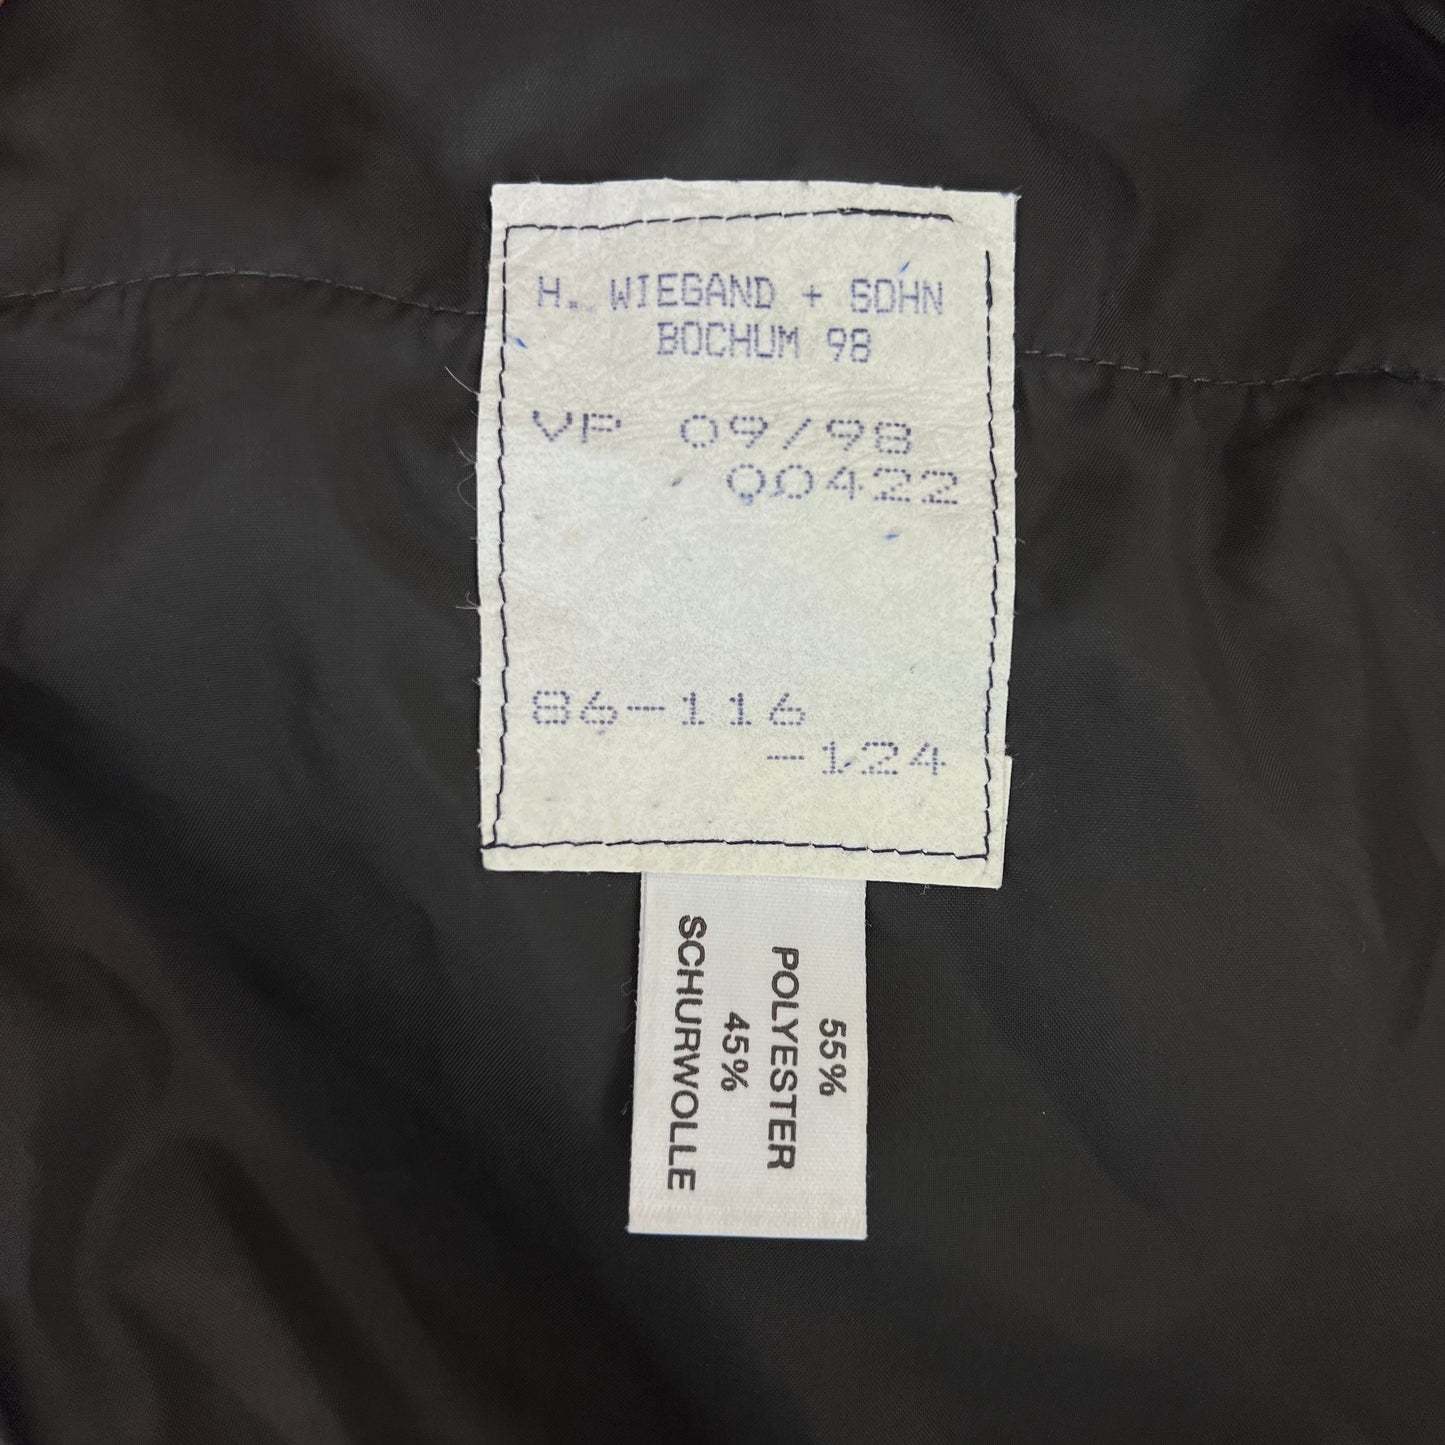 H. WIEGAND + SOHN
BOCHUM 98
VP 09/98
00422
86-116
-124
55%
POLYESTER
45%
SCHURWOLLE